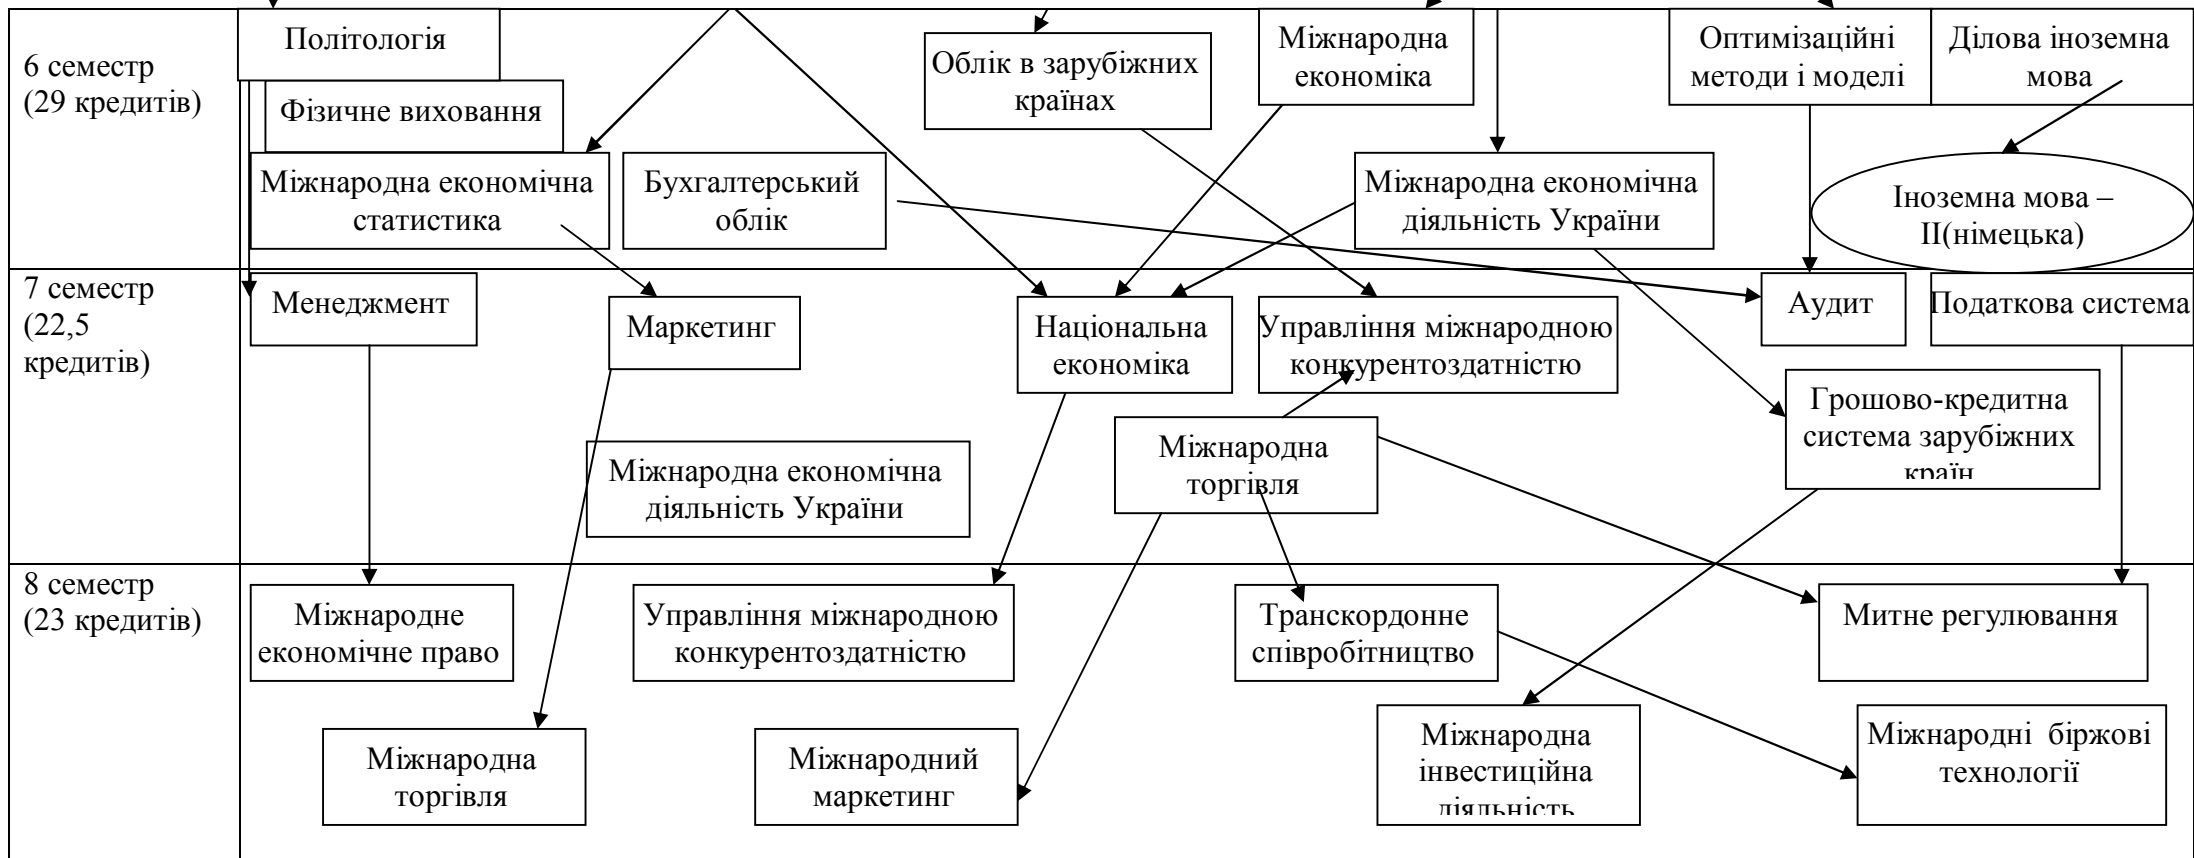 6 семестр
(29 кредитів)
Політологія
Фізичне виховання
Міжнародна економічна
статистика
Бухгалтерський
облік
Облік в зарубіжних
країнах
Міжнародна
економіка
Міжнародна економічна
діяльність України
Оптимізаційні
методи і моделі
Ділова іноземна
мова
Іноземна мова –
ІІ(німецька)
7 семестр
(22,5
кредитів)
Менеджмент
Маркетинг
Національна
економіка
Управління міжнародною
конкурентоздатністю
Аудит
Податкова система
Грошово-кредитна
система зарубіжних
країн
Міжнародна
торгівля
Міжнародна економічна
діяльність України
8 семестр
(23 кредитів)
Міжнародне
економічне право
Управління міжнародною
конкурентоздатністю
Транскордонне
співробітництво
Митне регулювання
Міжнародна
торгівля
Міжнародний
маркетинг
Міжнародна
інвестиційна
діяльність
Міжнародні  біржові
технології